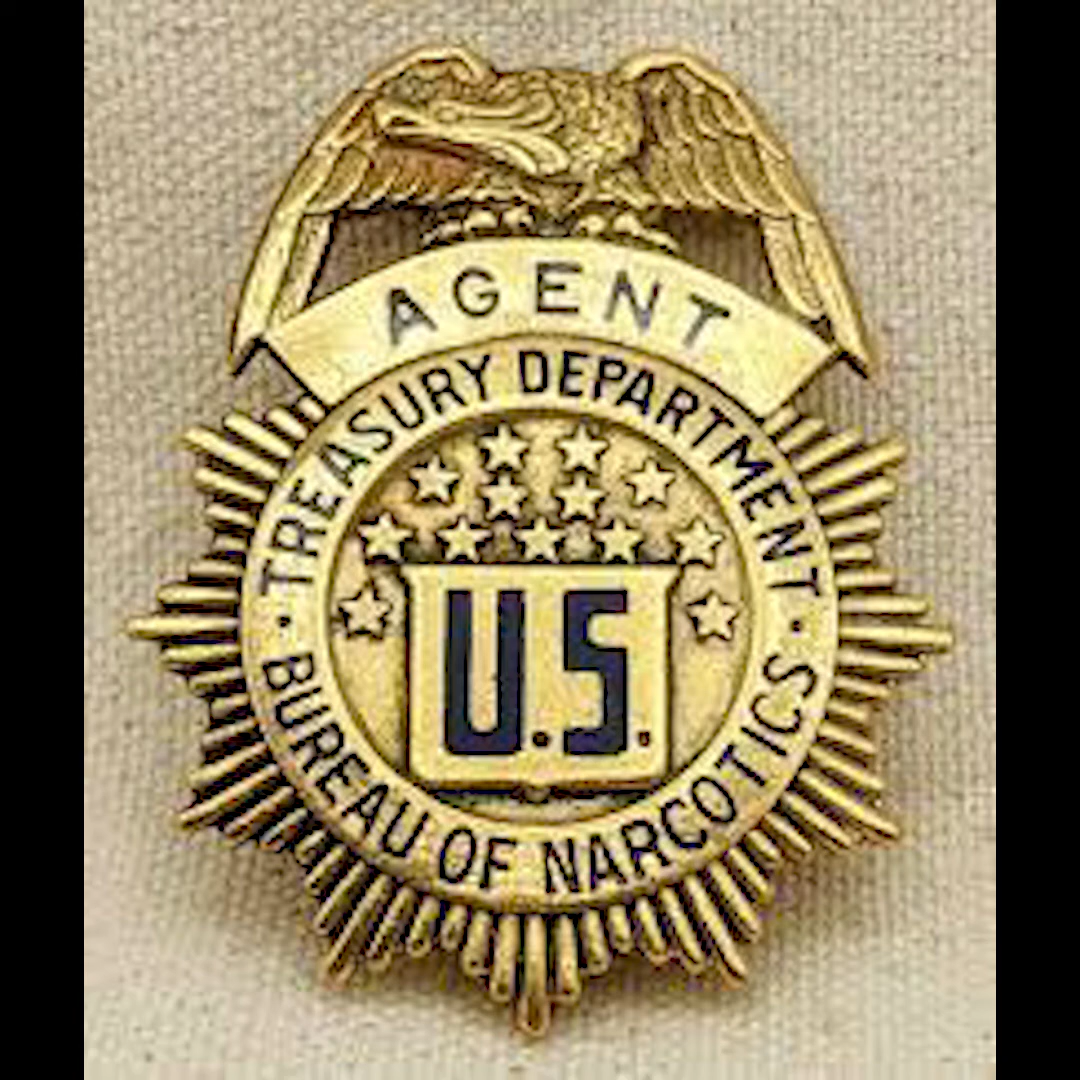 AGENT
· TREASURY DEPARTMENT ·
BUREAU OF NARCOTICS
U.S.